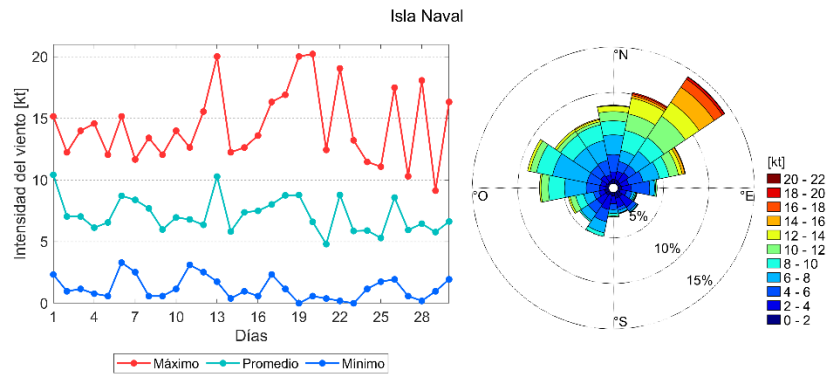 Isla Naval
Intensidad del viento [kt]
20
15
10
5
0
1 4 7 10 13 16 19 22 25 28
Días
Máximo Promedio Mínimo
°N
°O
°E
°S
5%
10%
15%
[kt]
20 - 22
18 - 20
16 - 18
14 - 16
12 - 14
10 - 12
8 - 10
6 - 8
4 - 6
2 - 4
0 - 2